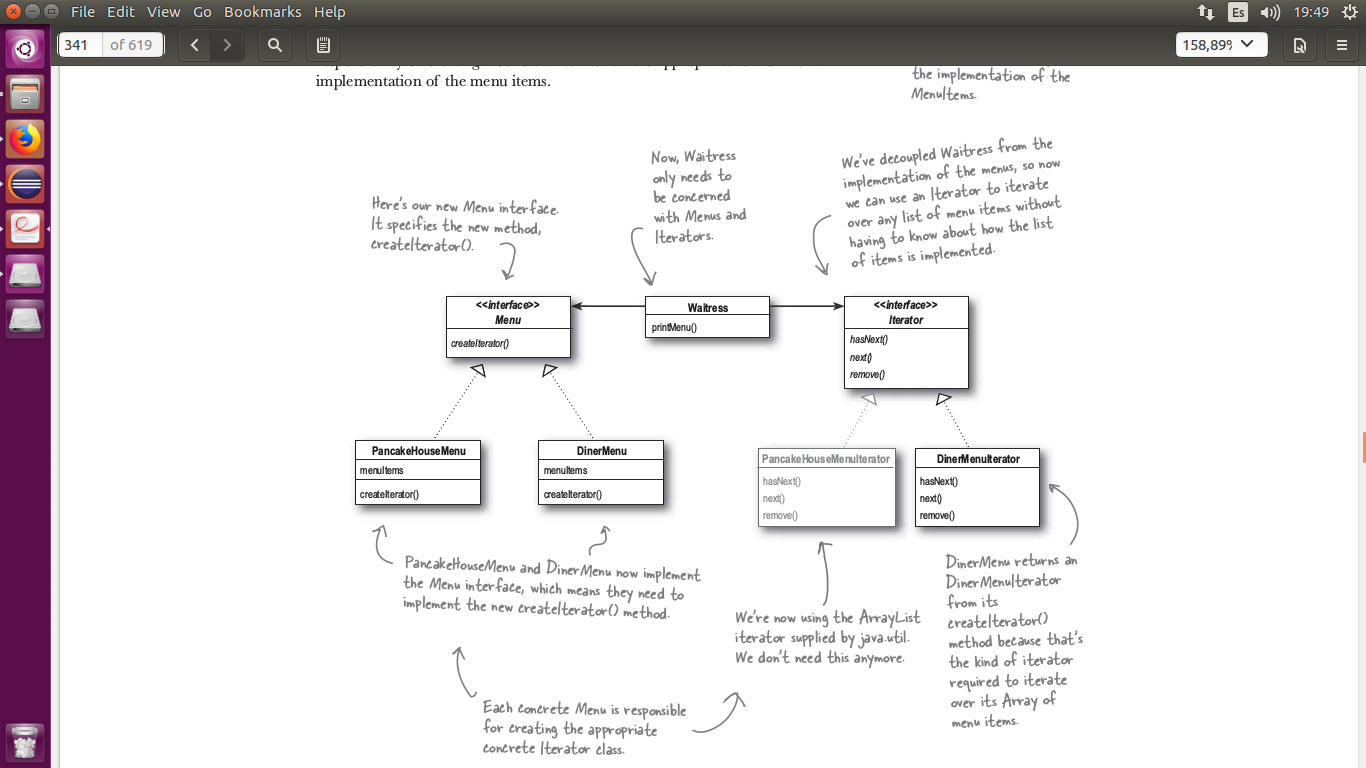 File Edit View Go Bookmarks Help
Es
19:49
341 of 619
158,89%
implementation of the menu items.
the implementation of the
MenuItems.
Here's our new Menu interface.
It specifies the new method,
createIterator().
Now, Waitress
only needs to
be concerned
with Menus and
Iterators.
We've decoupled Waitress from the
implementation of the menus, so now
we can use an Iterator to iterate
over any list of menu items without
having to know about how the list
of items is implemented.
<<interface>>
Menu
createIterator()
Waitress
printMenu()
<<interface>>
Iterator
hasNext()
next()
remove()
PancakeHouseMenu
menuItems
createIterator()
DinerMenu
menuItems
createIterator()
PancakeHouseMenuIterator
hasNext()
next()
remove()
DinerMenuIterator
hasNext()
next()
remove()
PancakeHouseMenu and DinerMenu now implement
the Menu interface, which means they need to
implement the new createIterator() method.
We're now using the ArrayList
iterator supplied by java.util.
We don't need this anymore.
DinerMenu returns an
DinerMenuIterator
from its
createIterator()
method because that's
the kind of iterator
required to iterate
over its Array of
menu items.
Each concrete Menu is responsible
for creating the appropriate
concrete Iterator class.